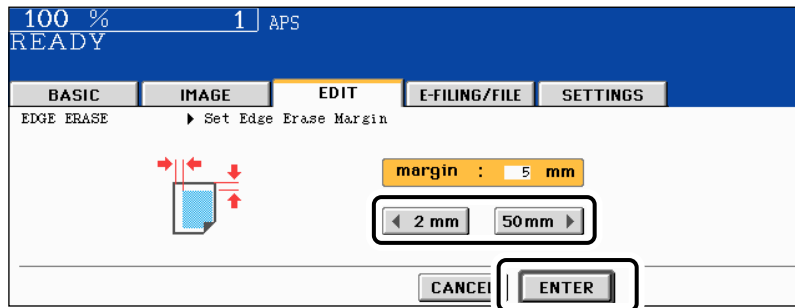 100 % 1 APS
READY
BASIC IMAGE EDIT E-FILING/FILE SETTINGS
EDGE ERASE ▶ Set Edge Erase Margin
margin : 5 mm
◀ 2 mm 50mm ▶
CANCEL ENTER